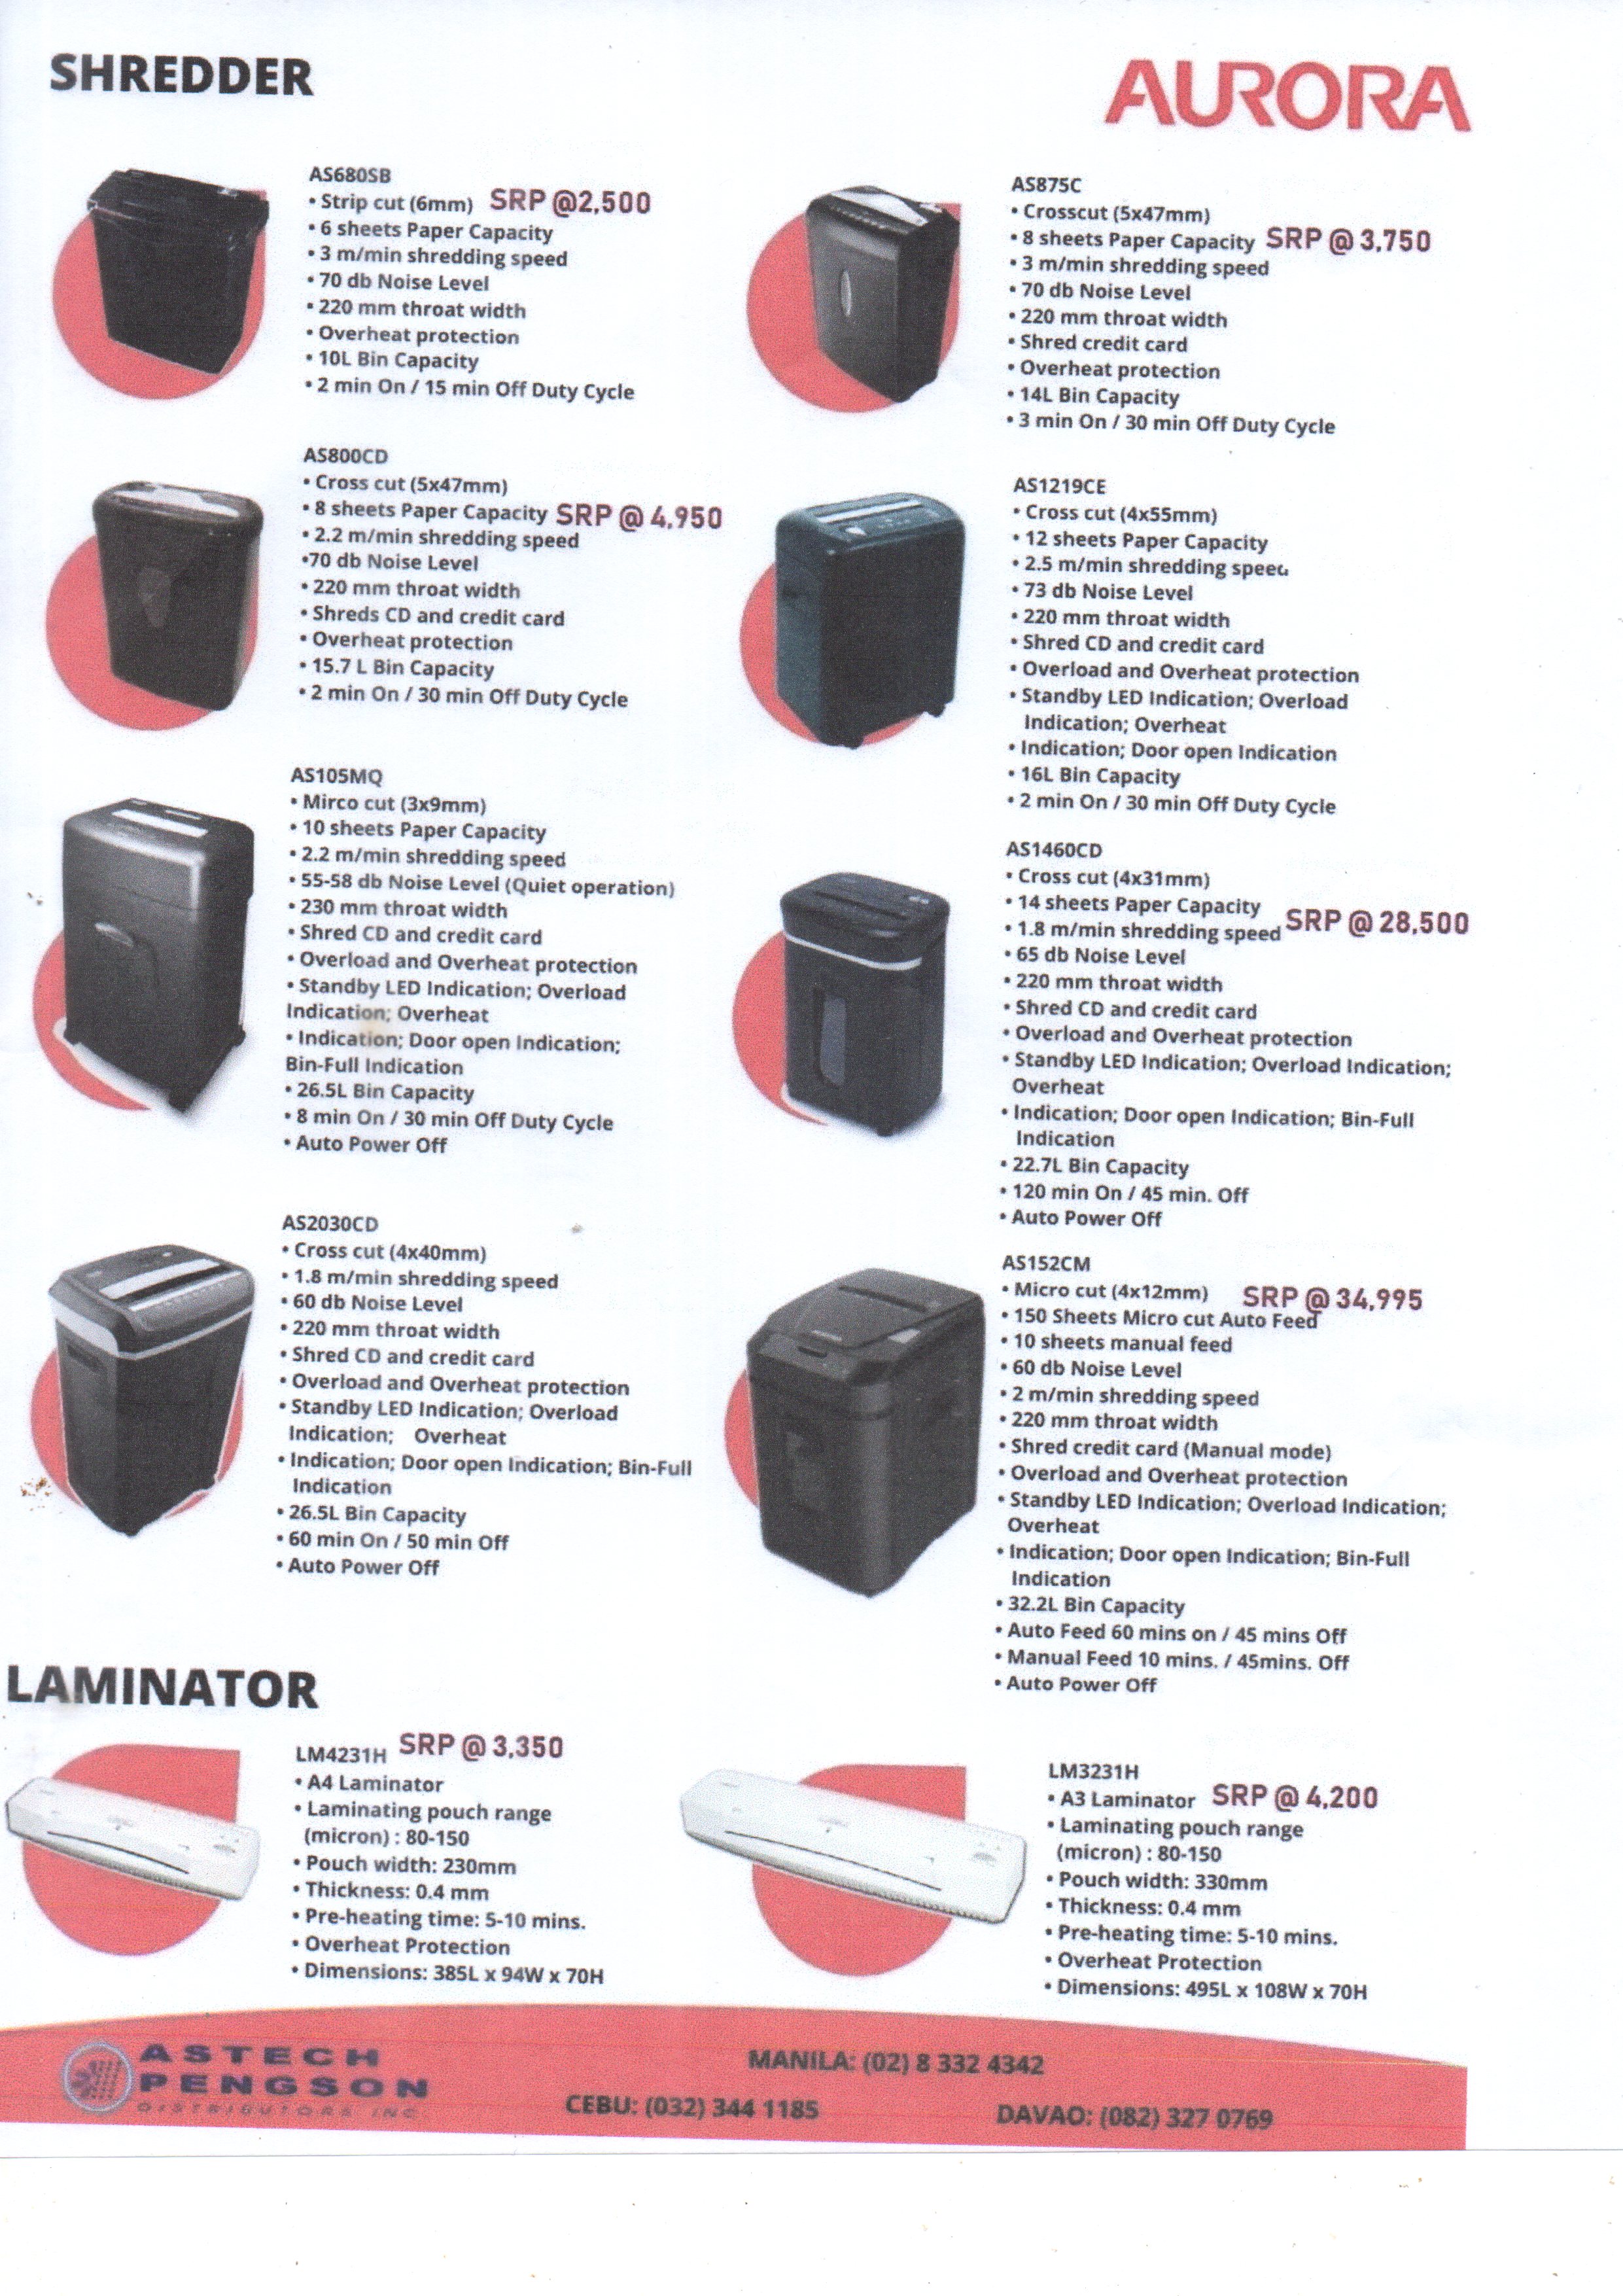 SHREDDER
AURORA
AS680SB
• Strip cut (6mm) SRP @2,500
• 6 sheets Paper Capacity
• 3 m/min shredding speed
• 70 db Noise Level
• 220 mm throat width
• Overheat protection
• 10L Bin Capacity
• 2 min On / 15 min Off Duty Cycle
AS875C
• Crosscut (5x47mm)
• 8 sheets Paper Capacity SRP @ 3,750
• 3 m/min shredding speed
• 70 db Noise Level
• 220 mm throat width
• Shred credit card
• Overheat protection
• 14L Bin Capacity
• 3 min On / 30 min Off Duty Cycle
AS800CD
• Cross cut (5x47mm)
• 8 sheets Paper Capacity SRP @ 4,950
• 2.2 m/min shredding speed
•70 db Noise Level
• 220 mm throat width
• Shreds CD and credit card
• Overheat protection
• 15.7 L Bin Capacity
• 2 min On / 30 min Off Duty Cycle
AS1219CE
• Cross cut (4x55mm)
• 12 sheets Paper Capacity
• 2.5 m/min shredding speed
• 73 db Noise Level
• 220 mm throat width
• Shred CD and credit card
• Overload and Overheat protection
• Standby LED Indication; Overload
Indication; Overheat
• Indication; Door open Indication
• 16L Bin Capacity
• 2 min On / 30 min Off Duty Cycle
AS105MQ
• Mirco cut (3x9mm)
• 10 sheets Paper Capacity
• 2.2 m/min shredding speed
• 55-58 db Noise Level (Quiet operation)
• 230 mm throat width
• Shred CD and credit card
• Overload and Overheat protection
• Standby LED Indication; Overload
Indication; Overheat
• Indication; Door open Indication;
Bin-Full Indication
• 26.5L Bin Capacity
• 8 min On / 30 min Off Duty Cycle
• Auto Power Off
AS1460CD
• Cross cut (4x31mm)
• 14 sheets Paper Capacity
• 1.8 m/min shredding speed SRP @ 28,500
• 65 db Noise Level
• 220 mm throat width
• Shred CD and credit card
• Overload and Overheat protection
• Standby LED Indication; Overload Indication;
Overheat
• Indication; Door open Indication; Bin-Full
Indication
• 22.7L Bin Capacity
• 120 min On / 45 min. Off
• Auto Power Off
AS2030CD
• Cross cut (4x40mm)
• 1.8 m/min shredding speed
• 60 db Noise Level
• 220 mm throat width
• Shred CD and credit card
• Overload and Overheat protection
• Standby LED Indication; Overload
Indication; Overheat
• Indication; Door open Indication; Bin-Full
Indication
• 26.5L Bin Capacity
• 60 min On / 50 min Off
• Auto Power Off
AS152CM
• Micro cut (4x12mm) SRP @ 34,995
• 150 Sheets Micro cut Auto Feed
• 10 sheets manual feed
• 60 db Noise Level
• 2 m/min shredding speed
• 220 mm throat width
• Shred credit card (Manual mode)
• Overload and Overheat protection
• Standby LED Indication; Overload Indication;
Overheat
• Indication; Door open Indication; Bin-Full
Indication
• 32.2L Bin Capacity
• Auto Feed 60 mins on / 45 mins Off
• Manual Feed 10 mins. / 45mins. Off
• Auto Power Off
LAMINATOR
LM4231H SRP @ 3,350
• A4 Laminator
• Laminating pouch range
(micron) : 80-150
• Pouch width: 230mm
• Thickness: 0.4 mm
• Pre-heating time: 5-10 mins.
• Overheat Protection
• Dimensions: 385L x 94W x 70H
LM3231H
• A3 Laminator SRP @ 4,200
• Laminating pouch range
(micron) : 80-150
• Pouch width: 330mm
• Thickness: 0.4 mm
• Pre-heating time: 5-10 mins.
• Overheat Protection
• Dimensions: 495L x 108W x 70H
ASTECH
PENGSON
DISTRIBUTORS INC.
MANILA: (02) 8 332 4342
CEBU: (032) 344 1185
DAVAO: (082) 327 0769